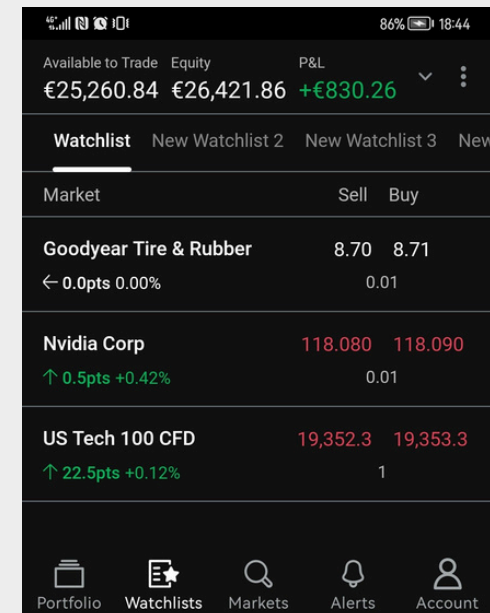 46 86% 18:44
Available to Trade Equity P&L
€25,260.84 €26,421.86 +€830.26
Watchlist New Watchlist 2 New Watchlist 3 New
Market Sell Buy
Goodyear Tire & Rubber 8.70 8.71
← 0.0pts 0.00% 0.01
Nvidia Corp 118.080 118.090
↑ 0.5pts +0.42% 0.01
US Tech 100 CFD 19,352.3 19,353.3
↑ 22.5pts +0.12% 1
Portfolio Watchlists Markets Alerts Account